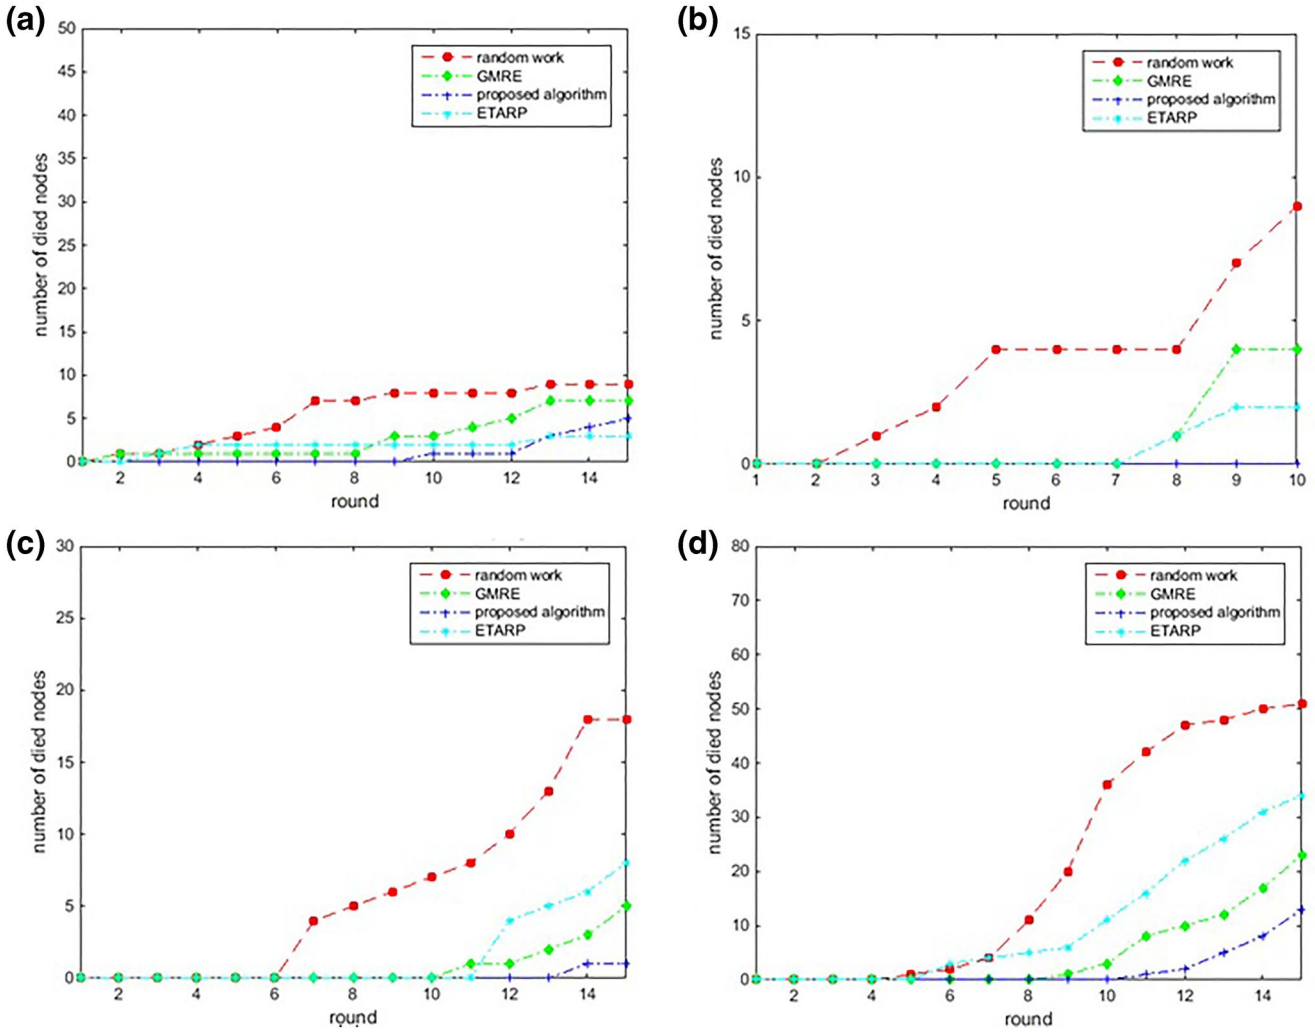 (a)
50
45
40
35
30
25
20
15
10
5
0
number of died nodes
random work
GMRE
proposed algorithm
ETARP
2 4 6 8 10 12 14
round
(b)
15
10
5
0
number of died nodes
random work
GMRE
proposed algorithm
ETARP
1 2 3 4 5 6 7 8 9 10
round
(c)
30
25
20
15
10
5
0
number of died nodes
random work
GMRE
proposed algorithm
ETARP
2 4 6 8 10 12 14
round
(d)
80
70
60
50
40
30
20
10
0
number of died nodes
random work
GMRE
proposed algorithm
ETARP
2 4 6 8 10 12 14
round